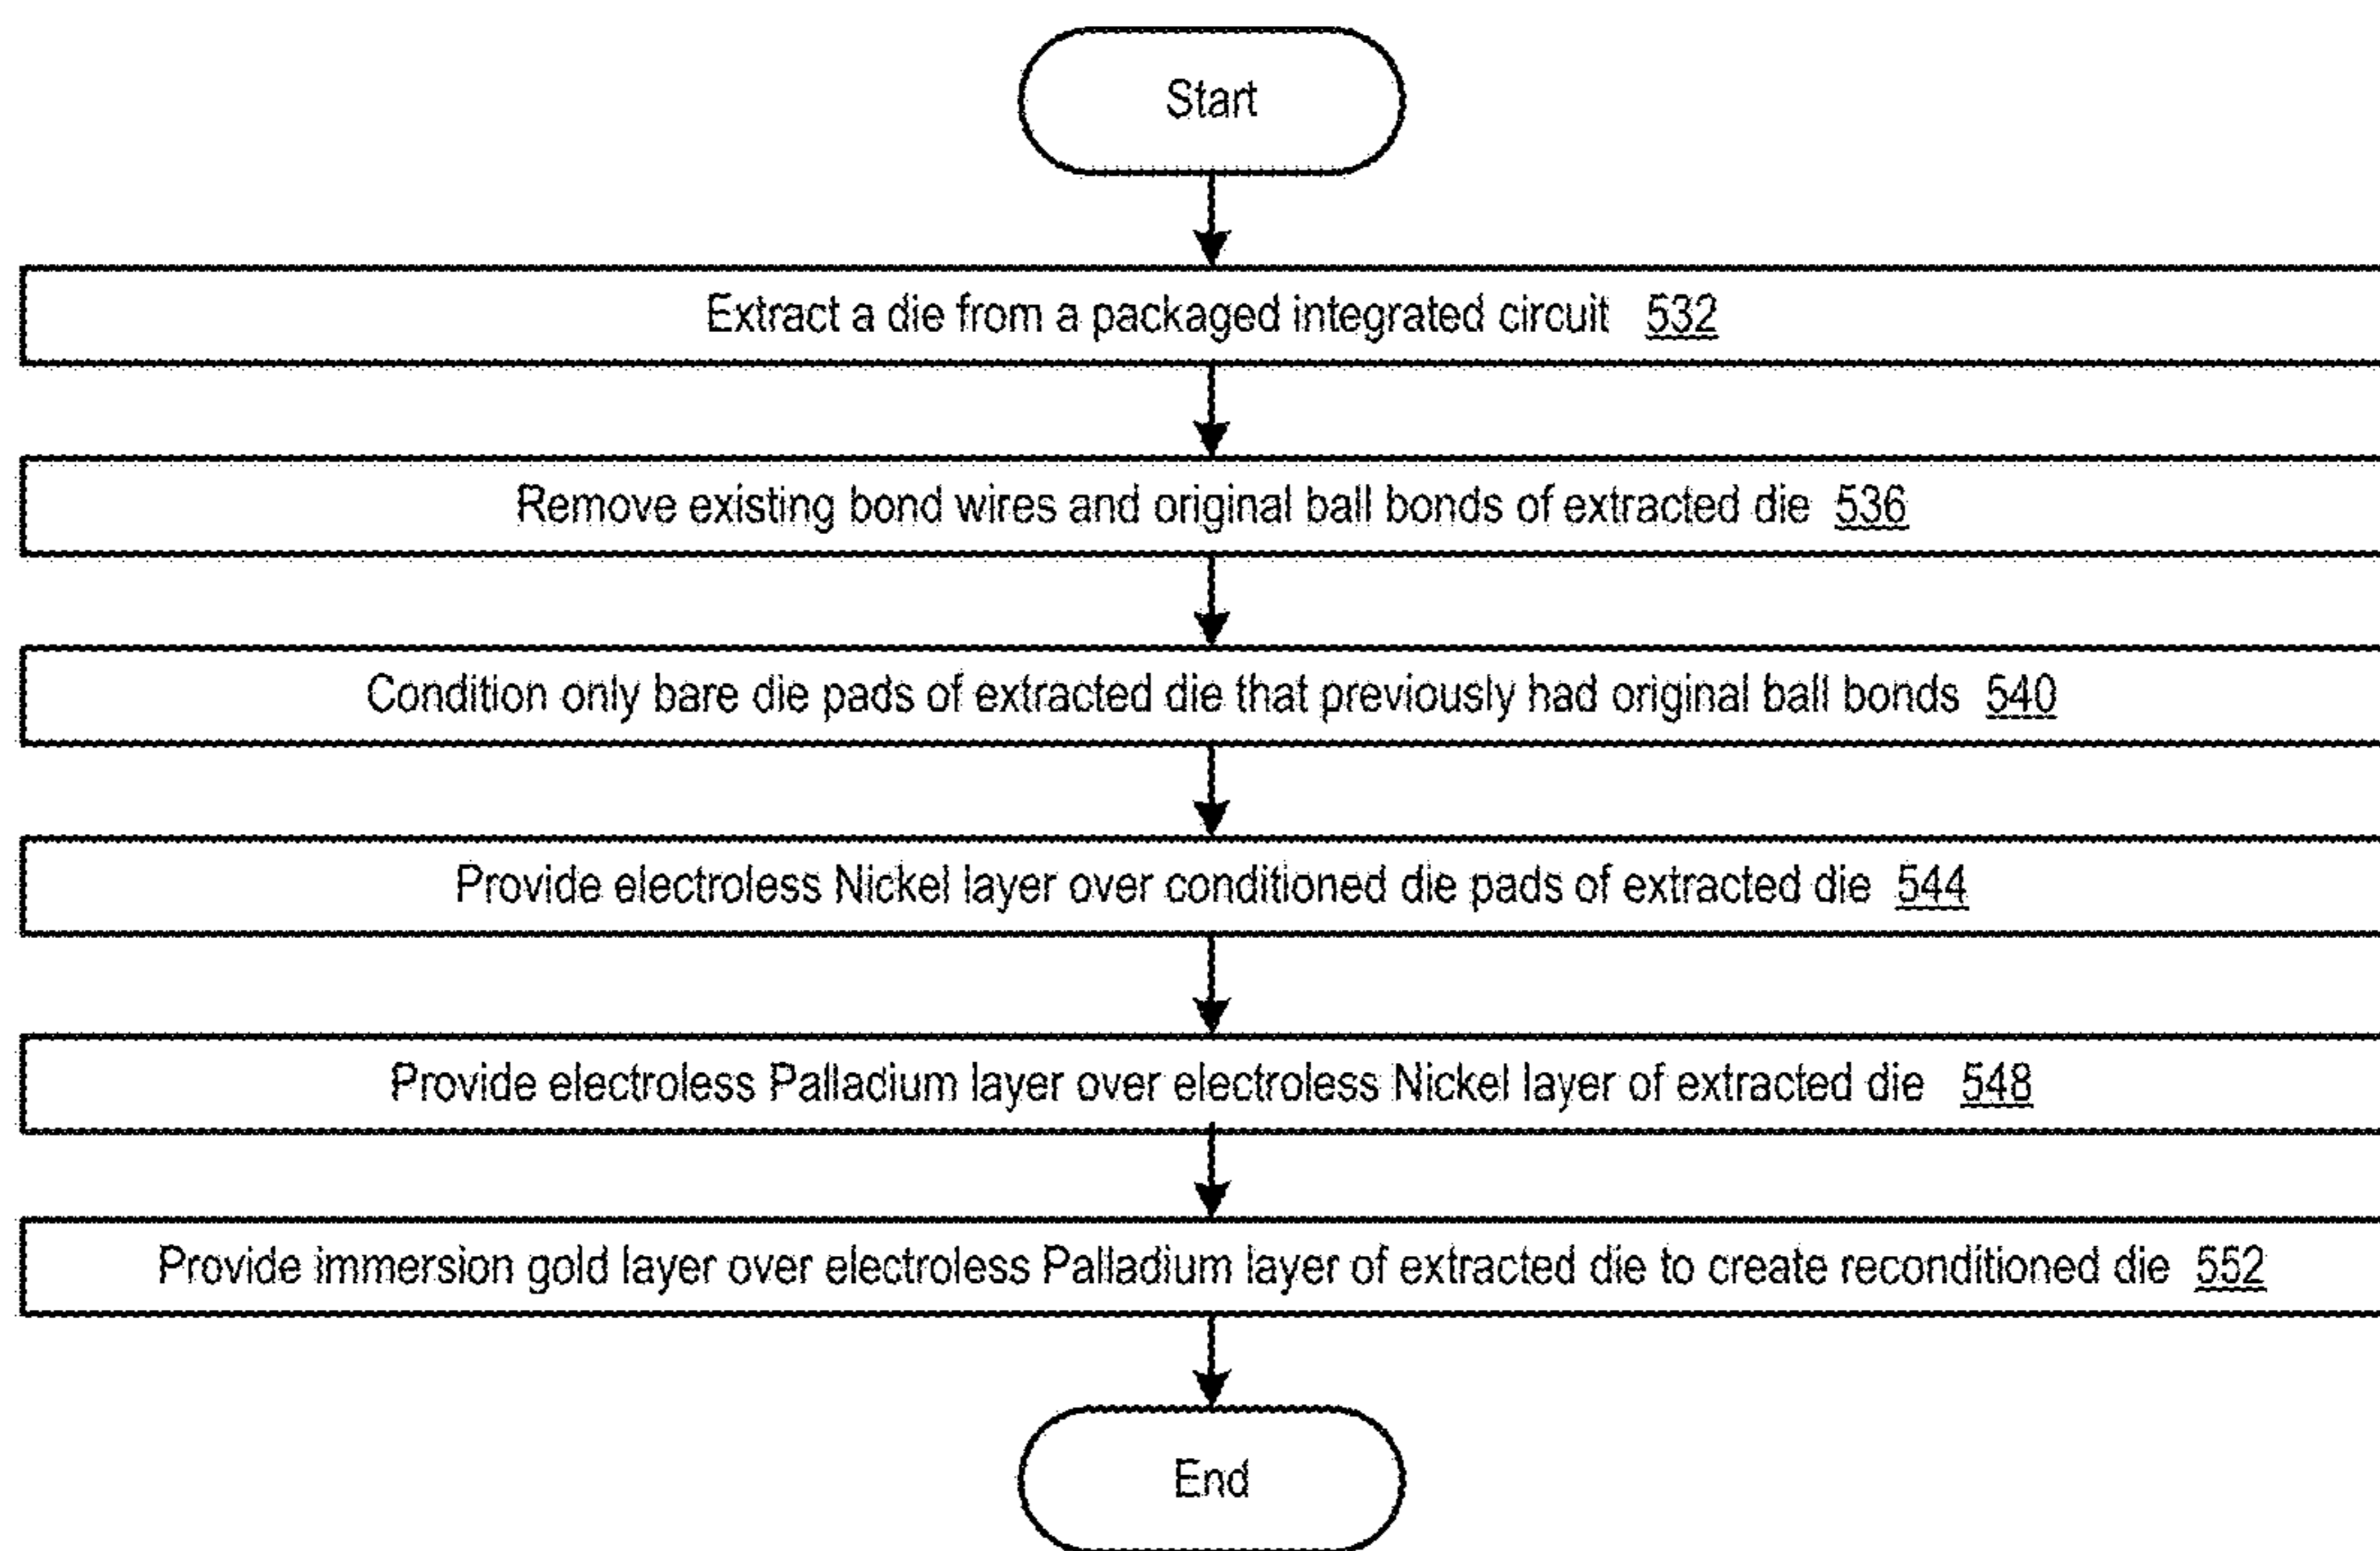 Start
Extract a die from a packaged integrated circuit 532
Remove existing bond wires and original ball bonds of extracted die 536
Condition only bare die pads of extracted die that previously had original ball bonds 540
Provide electroless Nickel layer over conditioned die pads of extracted die 544
Provide electroless Palladium layer over electroless Nickel layer of extracted die 548
Provide immersion gold layer over electroless Palladium layer of extracted die to create reconditioned die 552
End